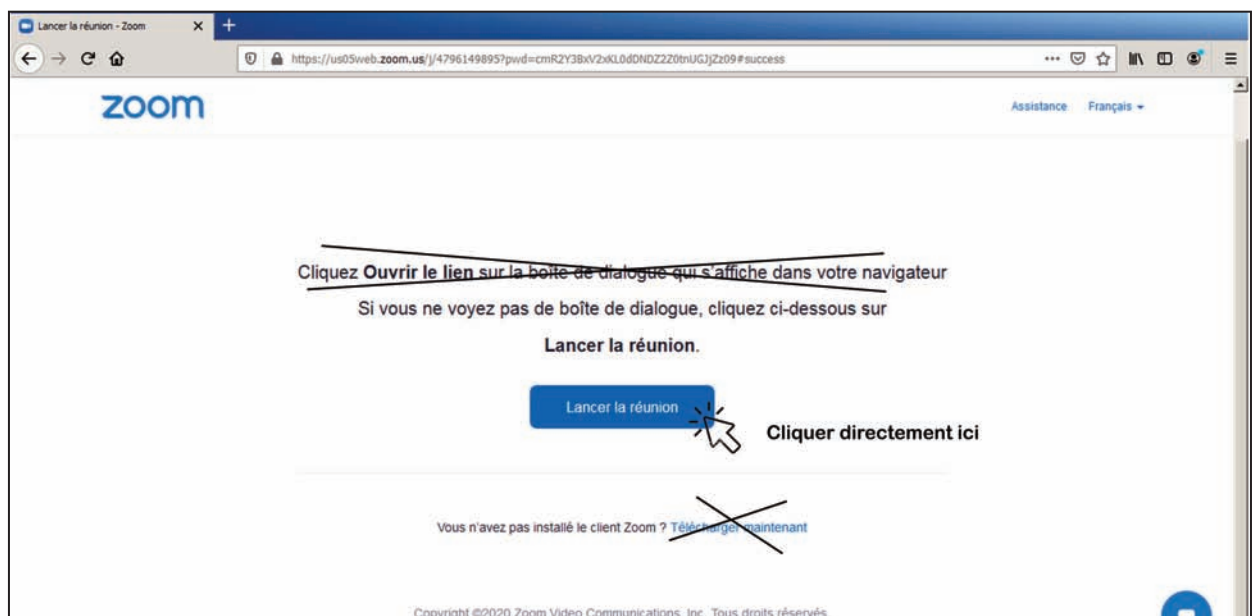 Lancer la réunion - Zoom
https://us05web.zoom.us/j/4796149895?pwd=cmR2Y3BxV2xKL0dDNDZ2Z0tnUGJjZz09#success
zoom
Assistance Français
Cliquez Ouvrir le lien sur la boîte de dialogue qui s'affiche dans votre navigateur
Si vous ne voyez pas de boîte de dialogue, cliquez ci-dessous sur
Lancer la réunion.
Lancer la réunion
Cliquer directement ici
Vous n'avez pas installé le client Zoom ? Télécharger maintenant
Copyright ©2020 Zoom Video Communications, Inc. Tous droits réservés.